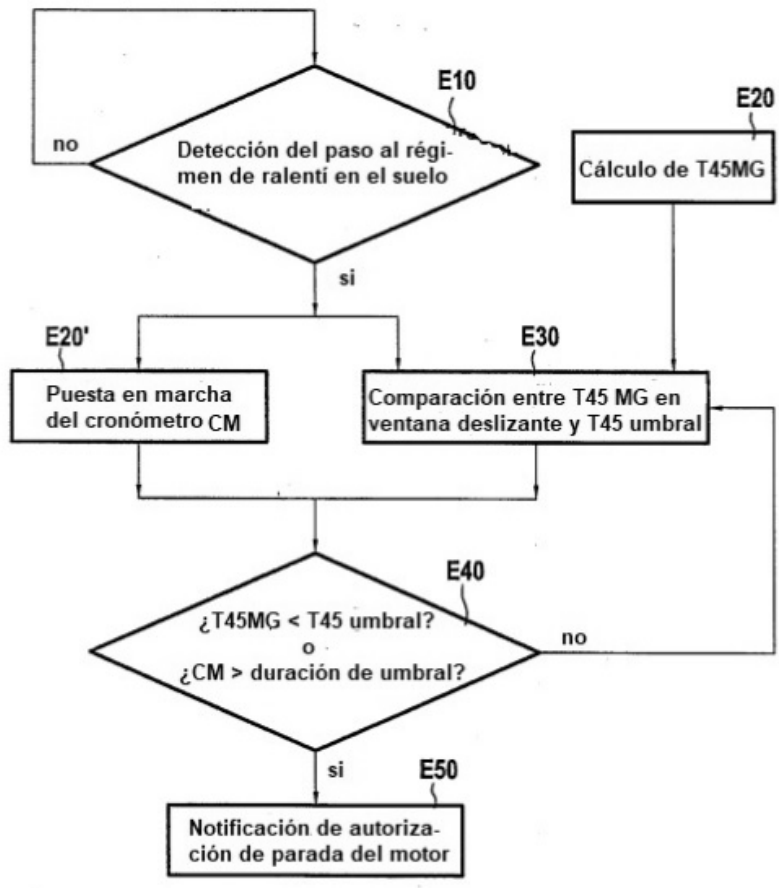 E10
no
Detección del paso al régi-
men de ralentí en el suelo
E20
Cálculo de T45MG
si
E20'
Puesta en marcha
del cronómetro CM
E30
Comparación entre T45 MG en
ventana deslizante y T45 umbral
E40
¿T45MG < T45 umbral?
o
¿CM > duración de umbral?
no
si
E50
Notificación de autoriza-
ción de parada del motor